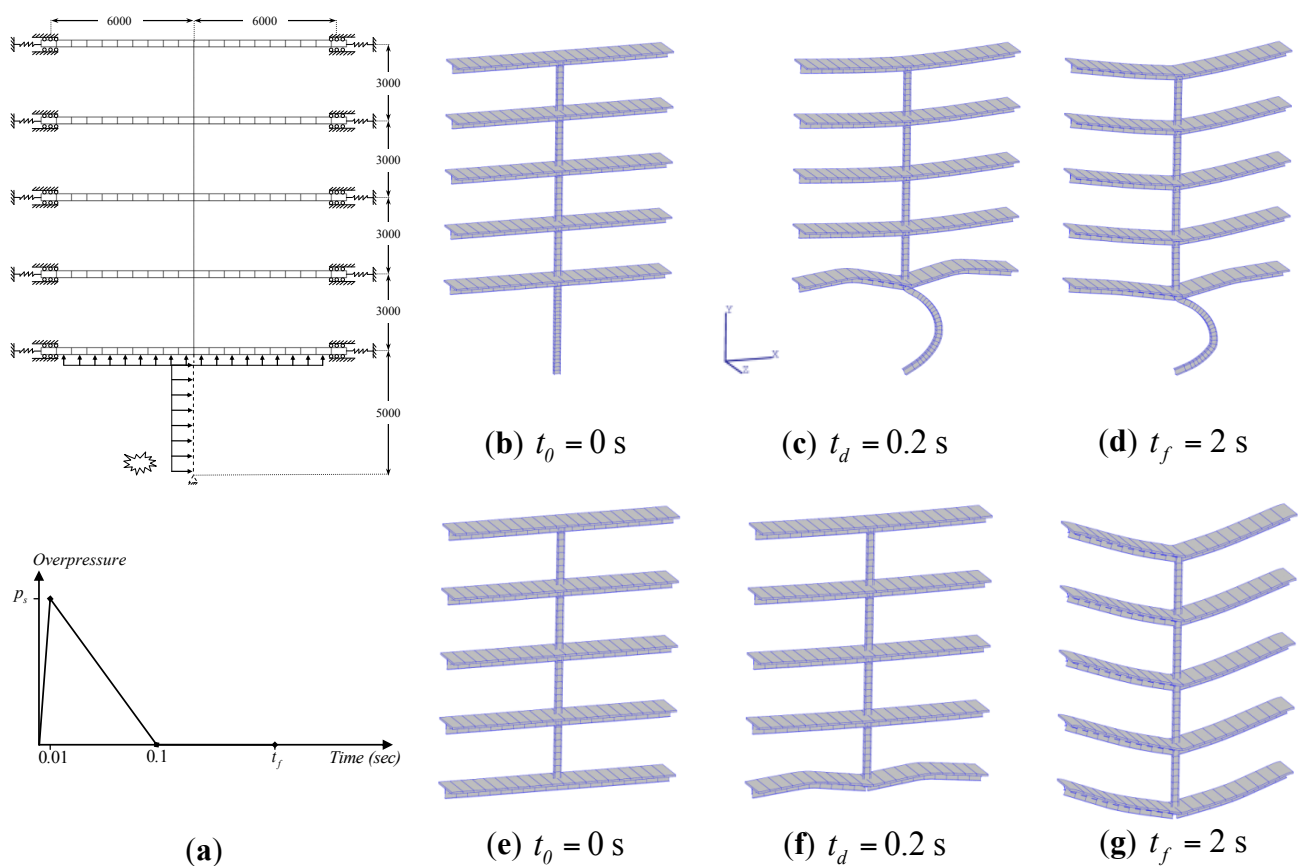 6000 6000
3000
3000
3000
3000
5000
Overpressure
p_s
0.01 0.1 t_f Time (sec)
(a)
Y
X
Z
(b) t_0 = 0 s
(c) t_d = 0.2 s
(d) t_f = 2 s
(e) t_0 = 0 s
(f) t_d = 0.2 s
(g) t_f = 2 s